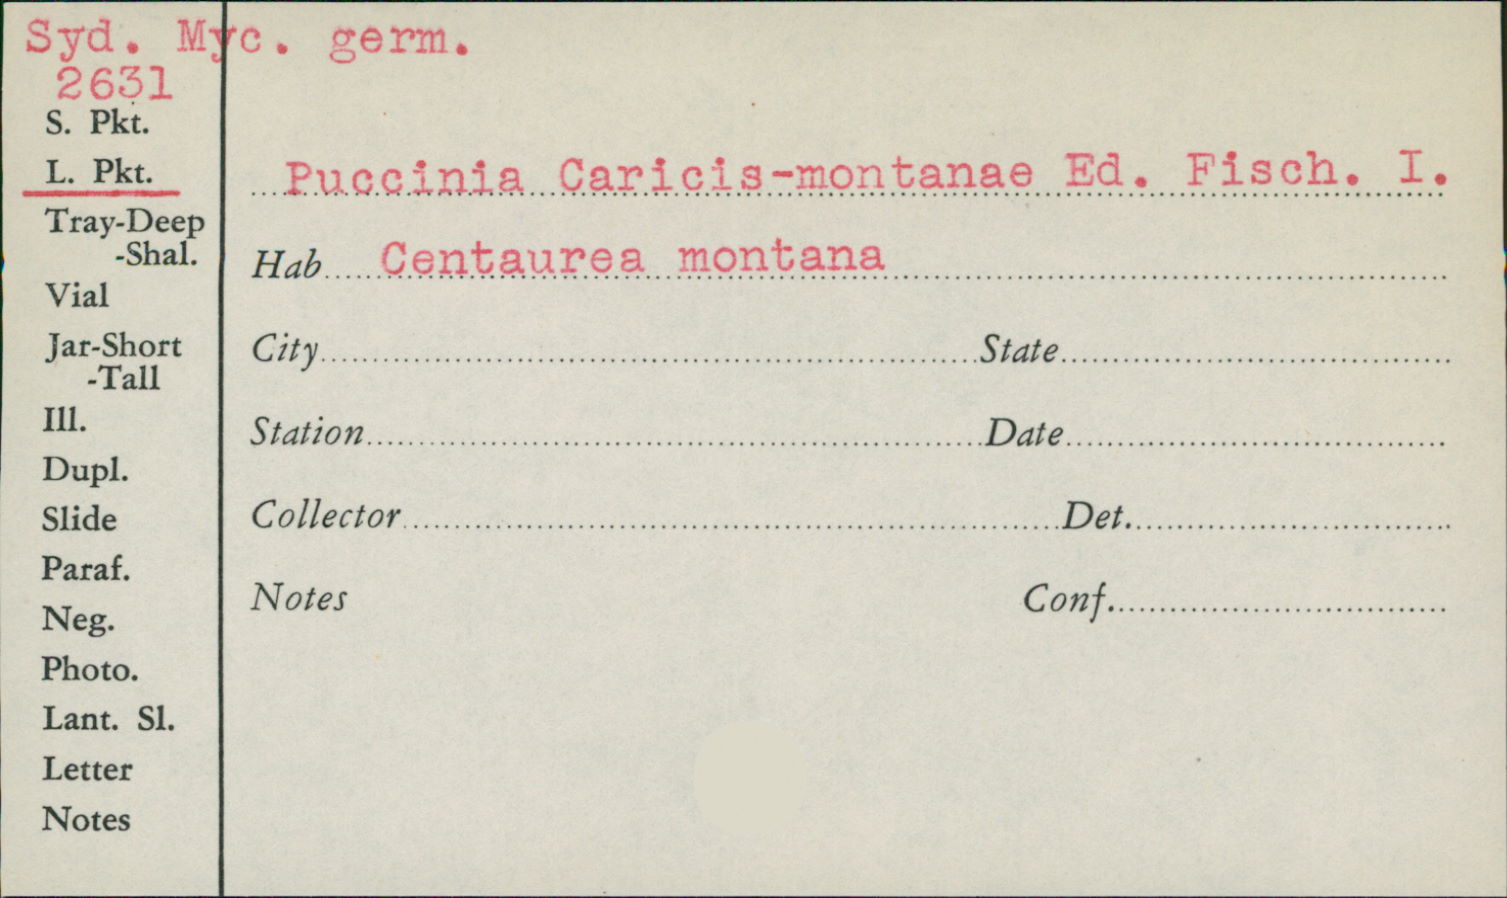 Syd. Myc. germ.
2631
S. Pkt.
L. Pkt.
Tray-Deep
-Shal.
Vial
Jar-Short
-Tall
Ill.
Dupl.
Slide
Paraf.
Neg.
Photo.
Lant. Sl.
Letter
Notes
Puccinia Caricis-montanae Ed. Fisch. I.
Hab Centaurea montana
City State
Station Date
Collector Det.
Notes Conf.